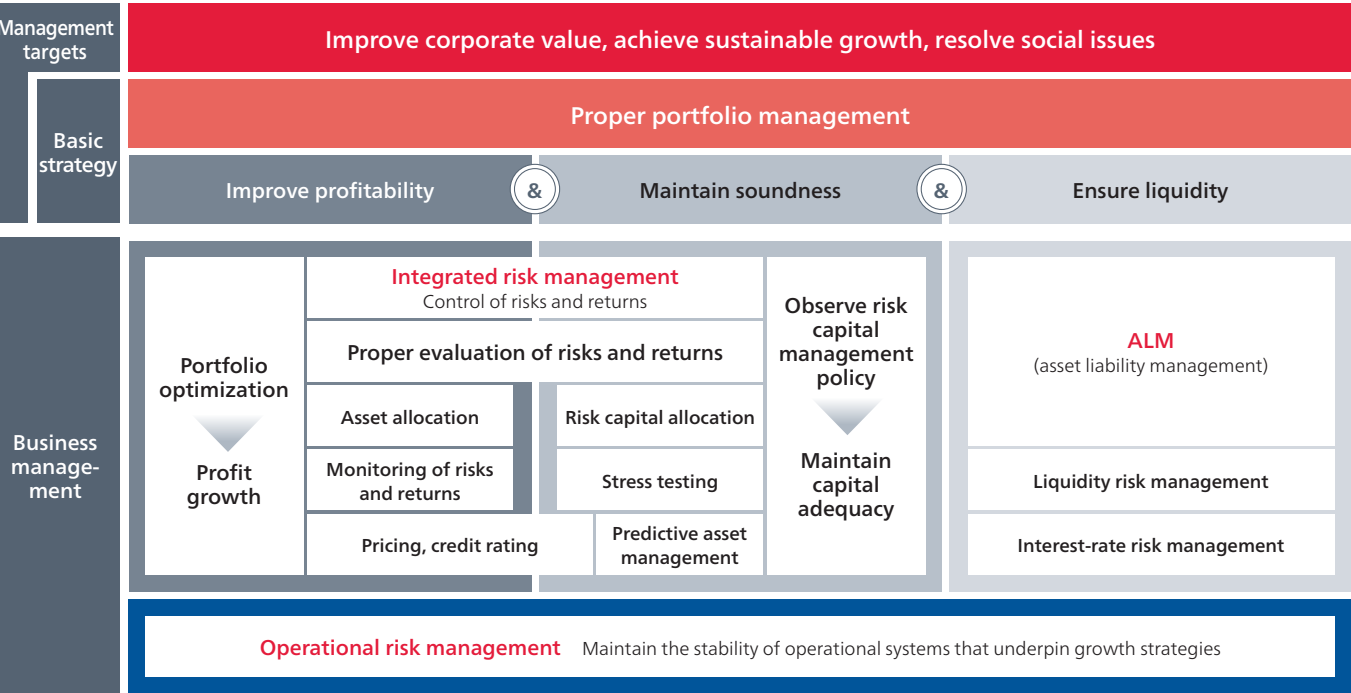 Management
targets
Improve corporate value, achieve sustainable growth, resolve social issues
Basic
strategy
Proper portfolio management
Improve profitability
&
Maintain soundness
&
Ensure liquidity
Business
manage-
ment
Portfolio
optimization
Profit
growth
Integrated risk management
Control of risks and returns
Proper evaluation of risks and returns
Asset allocation
Risk capital allocation
Monitoring of risks
and returns
Stress testing
Pricing, credit rating
Predictive asset
management
Observe risk
capital
management
policy
Maintain
capital
adequacy
ALM
(asset liability management)
Liquidity risk management
Interest-rate risk management
Operational risk management Maintain the stability of operational systems that underpin growth strategies